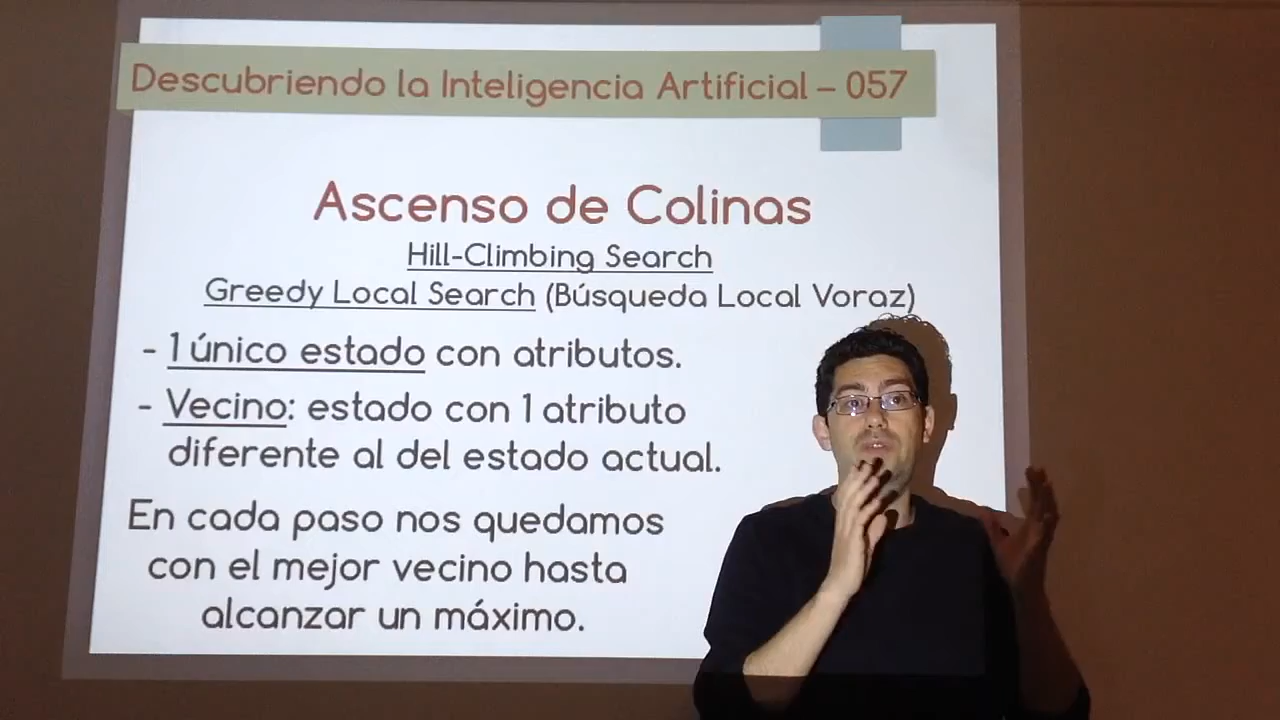 Descubriendo la Inteligencia Artificial – 057
Ascenso de Colinas
Hill-Climbing Search
Greedy Local Search (Búsqueda Local Voraz)
- 1 único estado con atributos.
- Vecino: estado con 1 atributo
diferente al del estado actual.
En cada paso nos quedamos
con el mejor vecino hasta
alcanzar un máximo.